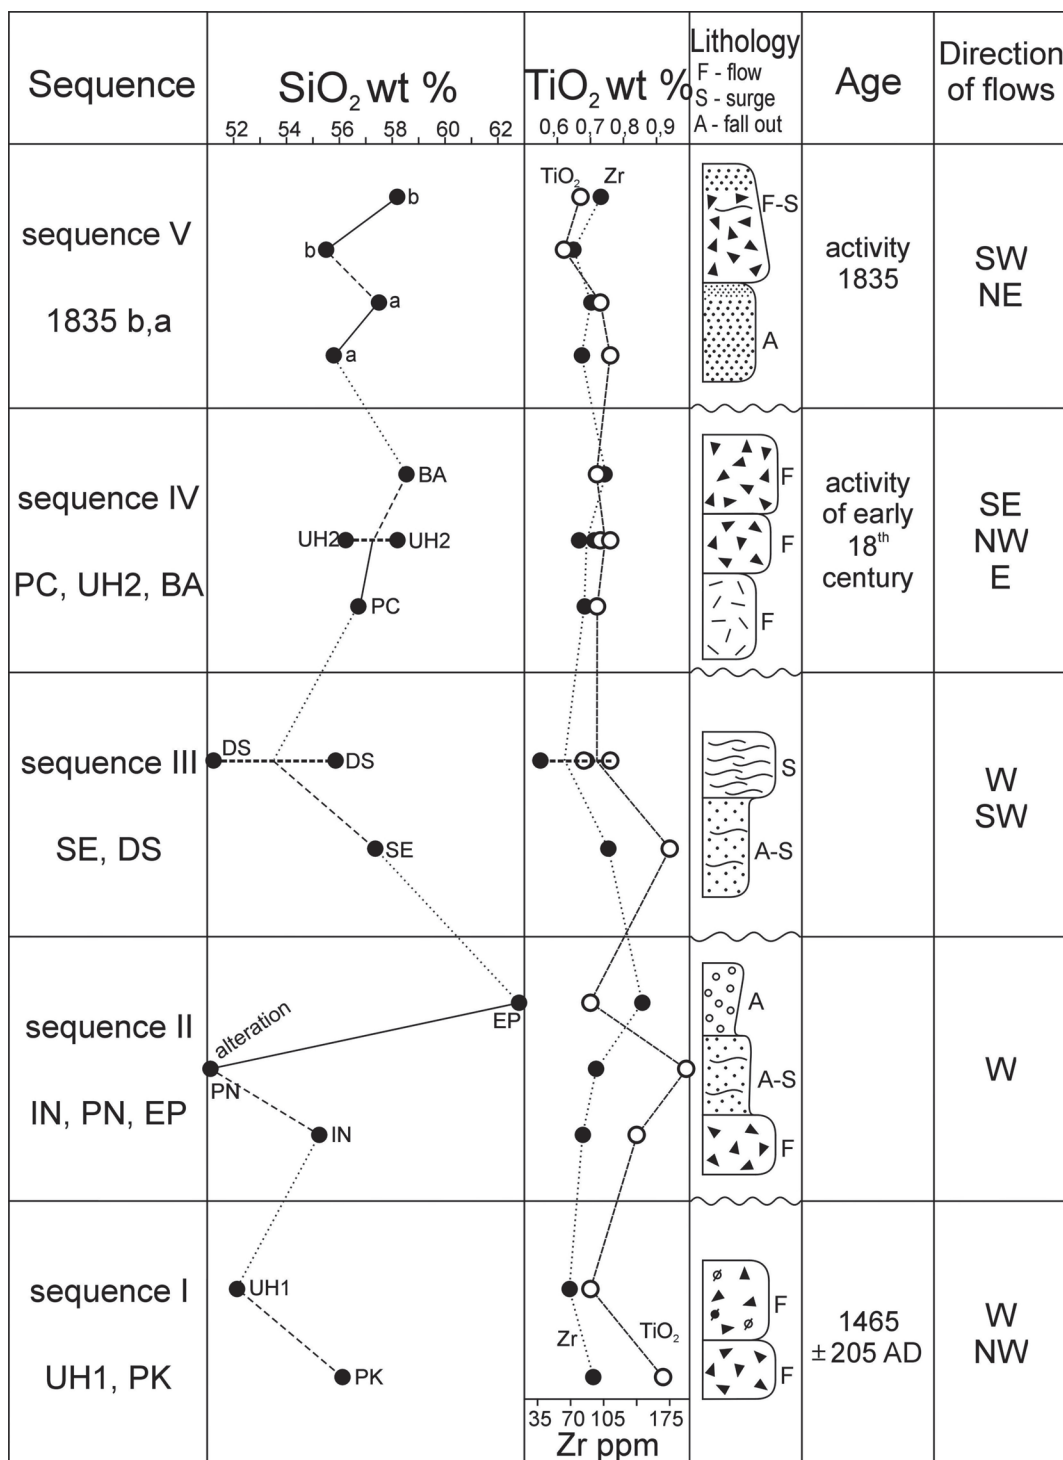 Sequence
SiO₂ wt %
52 54 56 58 60 62
TiO₂ wt %
0,6 0,7 0,8 0,9
Lithology
F - flow
S - surge
A - fall out
Age
Direction
of flows
sequence V
1835 b,a
b
b
a
a
TiO₂
Zr
F-S
A
activity
1835
SW
NE
sequence IV
PC, UH2, BA
BA
UH2
UH2
PC
F
F
F
activity
of early
18th
century
SE
NW
E
sequence III
SE, DS
DS
DS
SE
S
A-S
W
SW
sequence II
IN, PN, EP
EP
alteration
PN
IN
A
A-S
F
W
sequence I
UH1, PK
UH1
PK
Zr
TiO₂
F
F
1465
±205 AD
W
NW
35 70 105 175
Zr ppm